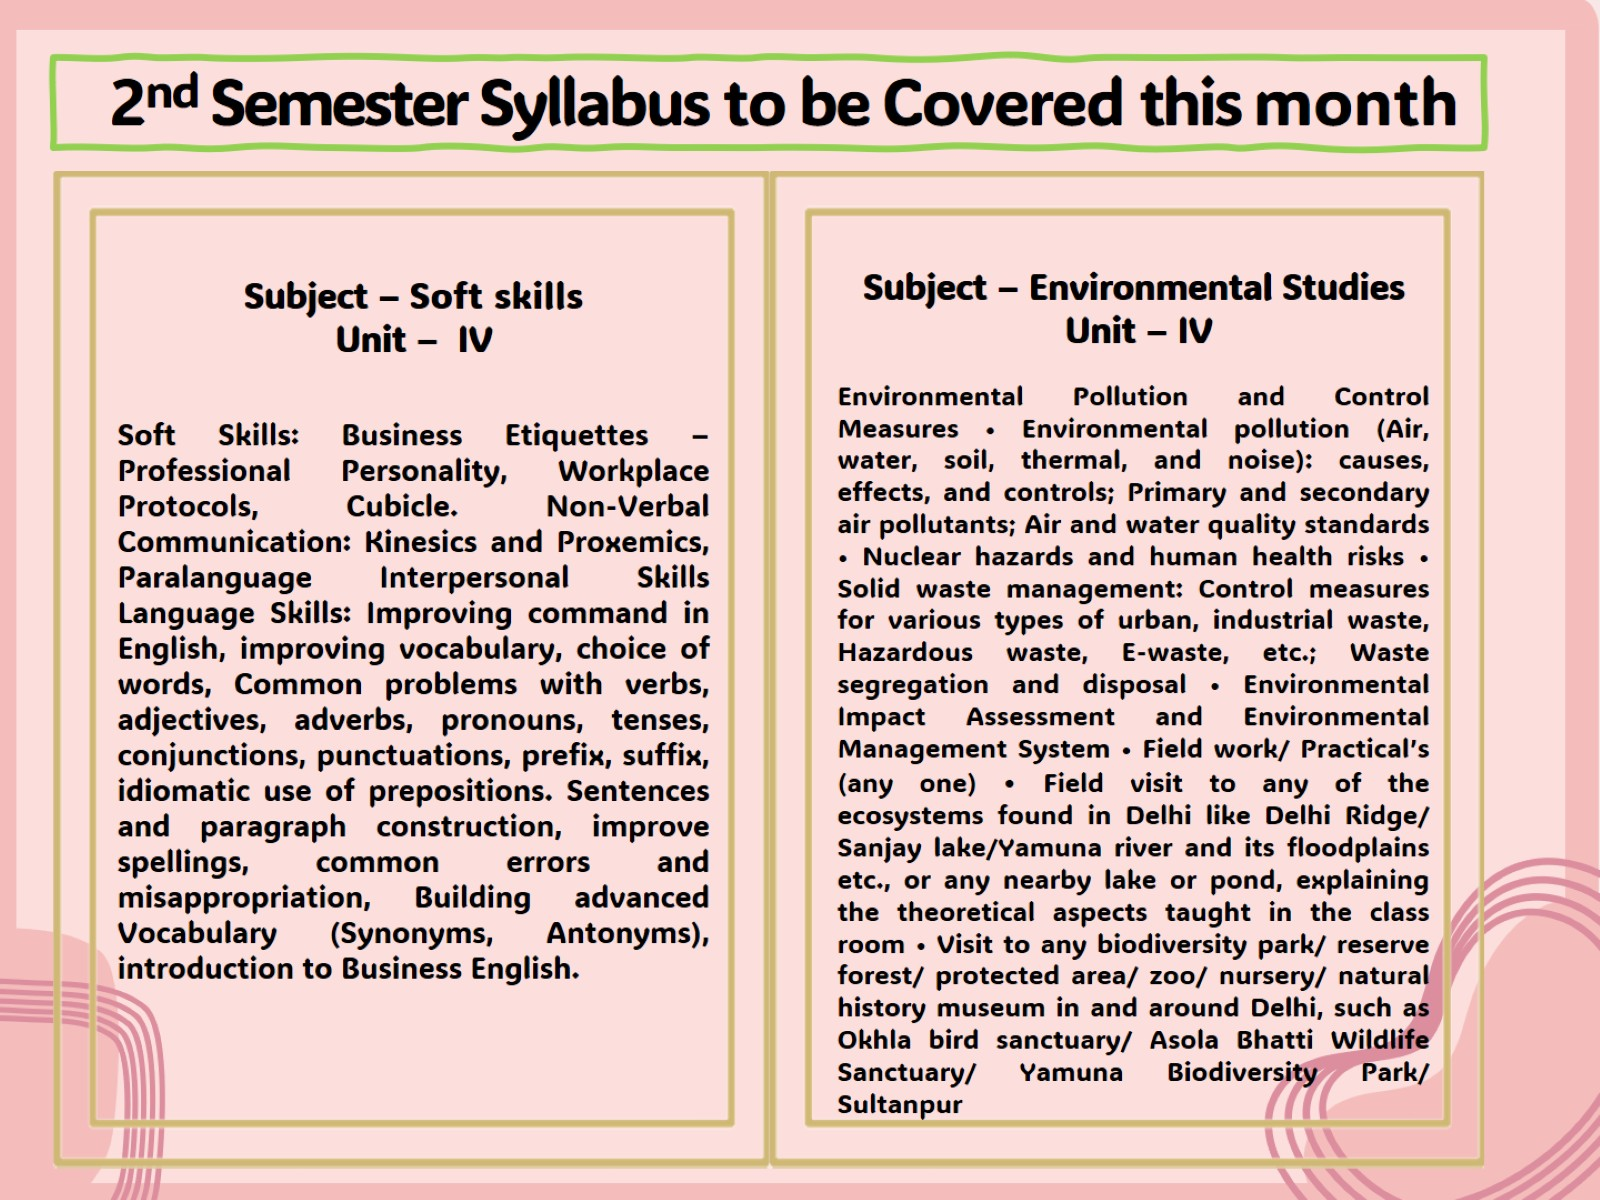 2nd Semester Syllabus to be Covered this month
Subject – Soft skills
Unit – IV
Soft Skills: Business Etiquettes –
Professional Personality, Workplace
Protocols, Cubicle. Non-Verbal
Communication: Kinesics and Proxemics,
Paralanguage Interpersonal Skills
Language Skills: Improving command in
English, improving vocabulary, choice of
words, Common problems with verbs,
adjectives, adverbs, pronouns, tenses,
conjunctions, punctuations, prefix, suffix,
idiomatic use of prepositions. Sentences
and paragraph construction, improve
spellings, common errors and
misappropriation, Building advanced
Vocabulary (Synonyms, Antonyms),
introduction to Business English.
Subject – Environmental Studies
Unit – IV
Environmental Pollution and Control
Measures • Environmental pollution (Air,
water, soil, thermal, and noise): causes,
effects, and controls; Primary and secondary
air pollutants; Air and water quality standards
• Nuclear hazards and human health risks •
Solid waste management: Control measures
for various types of urban, industrial waste,
Hazardous waste, E-waste, etc.; Waste
segregation and disposal • Environmental
Impact Assessment and Environmental
Management System • Field work/ Practical's
(any one) • Field visit to any of the
ecosystems found in Delhi like Delhi Ridge/
Sanjay lake/Yamuna river and its floodplains
etc., or any nearby lake or pond, explaining
the theoretical aspects taught in the class
room • Visit to any biodiversity park/ reserve
forest/ protected area/ zoo/ nursery/ natural
history museum in and around Delhi, such as
Okhla bird sanctuary/ Asola Bhatti Wildlife
Sanctuary/ Yamuna Biodiversity Park/
Sultanpur